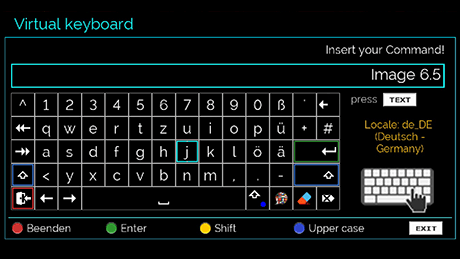 Virtual keyboard
Insert your Command!
Image 6.5
press TEXT
^ 1 2 3 4 5 6 7 8 9 0 ß ' ←
q w e r t z u i o p ü + #
a s d f g h j k l ö ä
< y x c v b n m , . -
Locale: de_DE
(Deutsch -
Germany)
Beenden Enter Shift Upper case EXIT